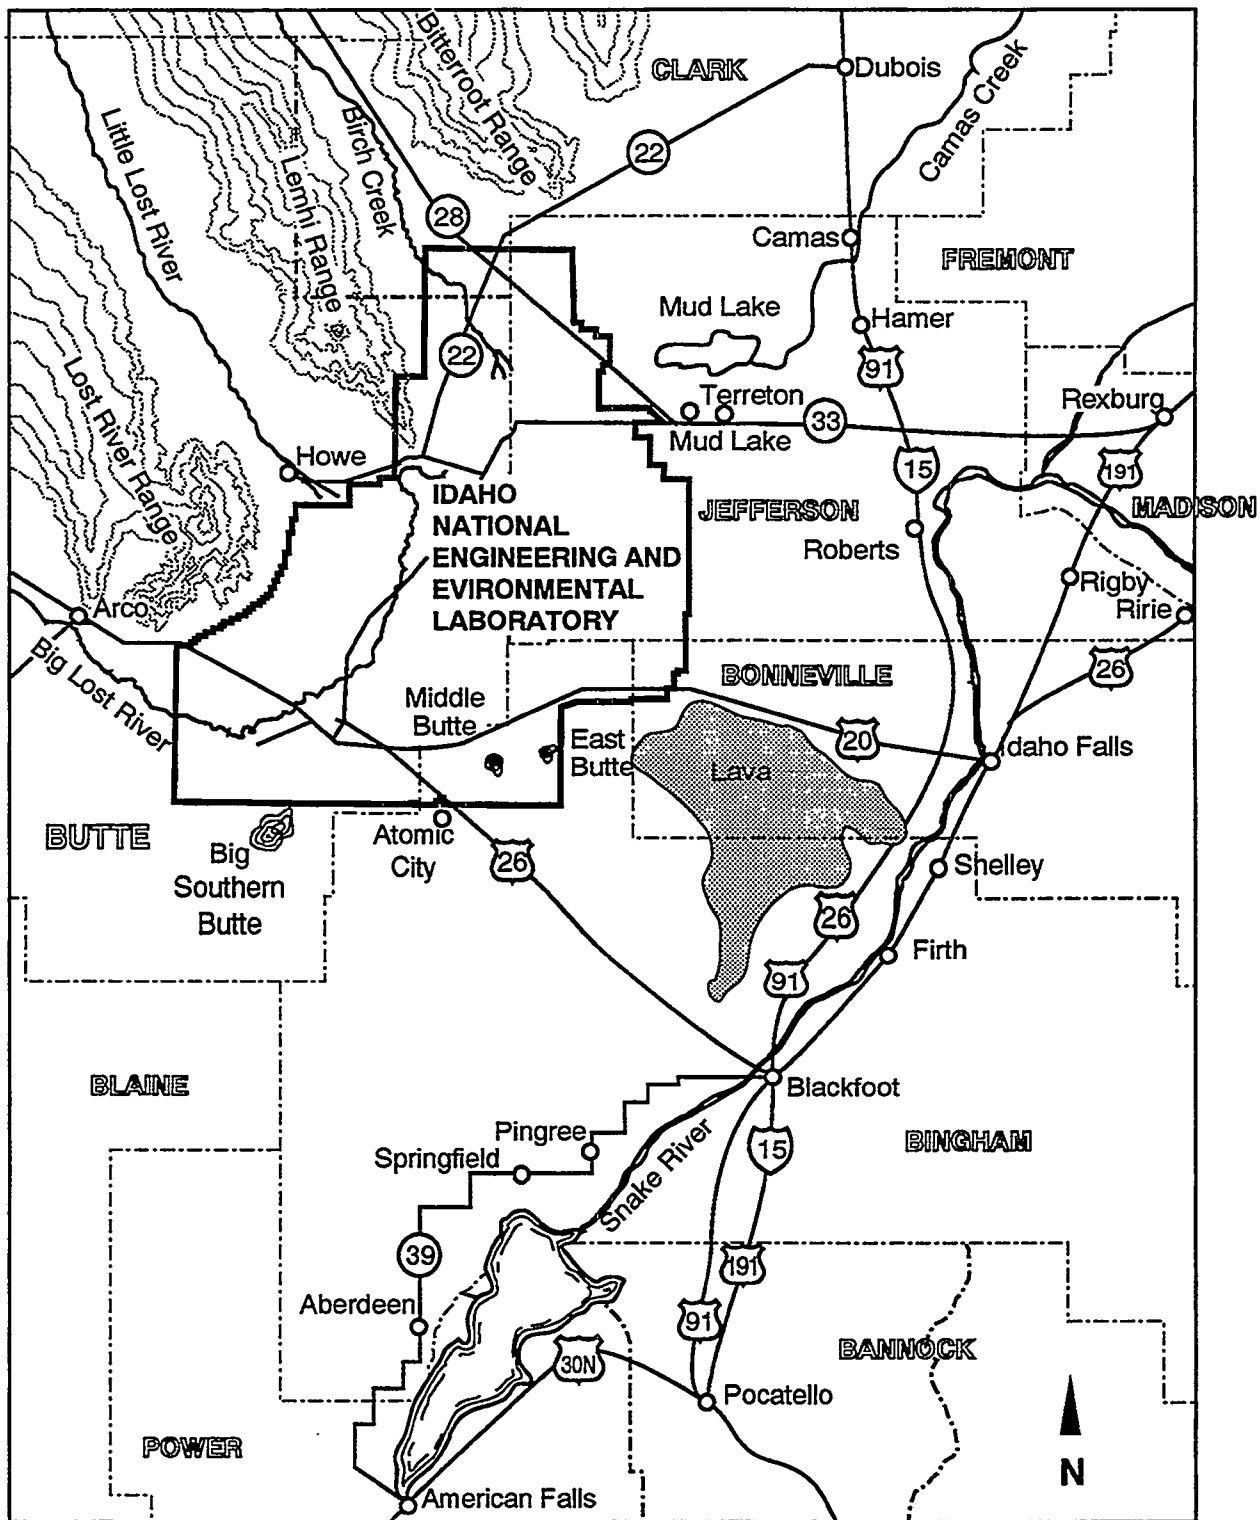 Bitterroot Range
CLARK
Dubois
Camas Creek
Little Lost River
Birch Creek
Lemhi Range
22
28
Camas
FREMONT
Mud Lake
Hamer
22
91
Lost River Range
Terreton
Rexburg
Mud Lake
33
Howe
15
191
IDAHO
NATIONAL
ENGINEERING AND
EVIRONMENTAL
LABORATORY
JEFFERSON
MADISON
Roberts
Rigby
Ririe
Arco
Big Lost River
BONNEVILLE
26
Middle
Butte
East
Butte
20
Idaho Falls
Lava
BUTTE
Big
Southern
Butte
Atomic
City
26
Shelley
26
Firth
91
BLAINE
Blackfoot
Pingree
Springfield
Snake River
15
BINGHAM
39
191
Aberdeen
91
30N
BANNOCK
Pocatello
POWER
N
American Falls